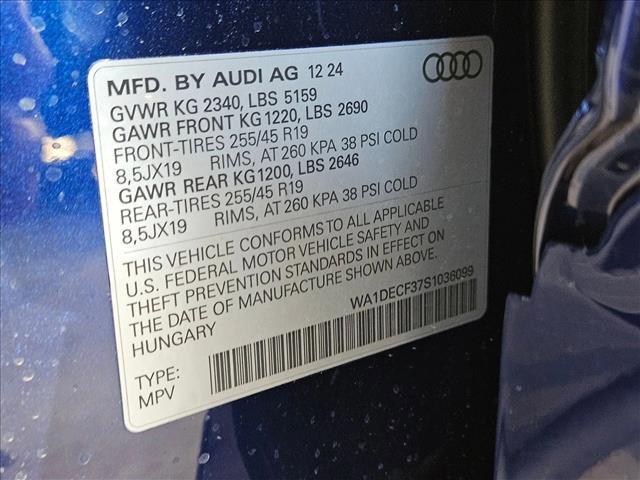 MFD. BY AUDI AG 12 24
GVWR KG 2340, LBS 5159
GAWR FRONT KG 1220, LBS 2690
FRONT-TIRES 255/45 R19
8,5JX19 RIMS, AT 260 KPA 38 PSI COLD
GAWR REAR KG 1200, LBS 2646
REAR-TIRES 255/45 R19
8,5JX19 RIMS, AT 260 KPA 38 PSI COLD
THIS VEHICLE CONFORMS TO ALL APPLICABLE
U.S. FEDERAL MOTOR VEHICLE SAFETY AND
THEFT PREVENTION STANDARDS IN EFFECT ON
THE DATE OF MANUFACTURE SHOWN ABOVE.
HUNGARY
WA1DECF37S1036099
TYPE:
MPV